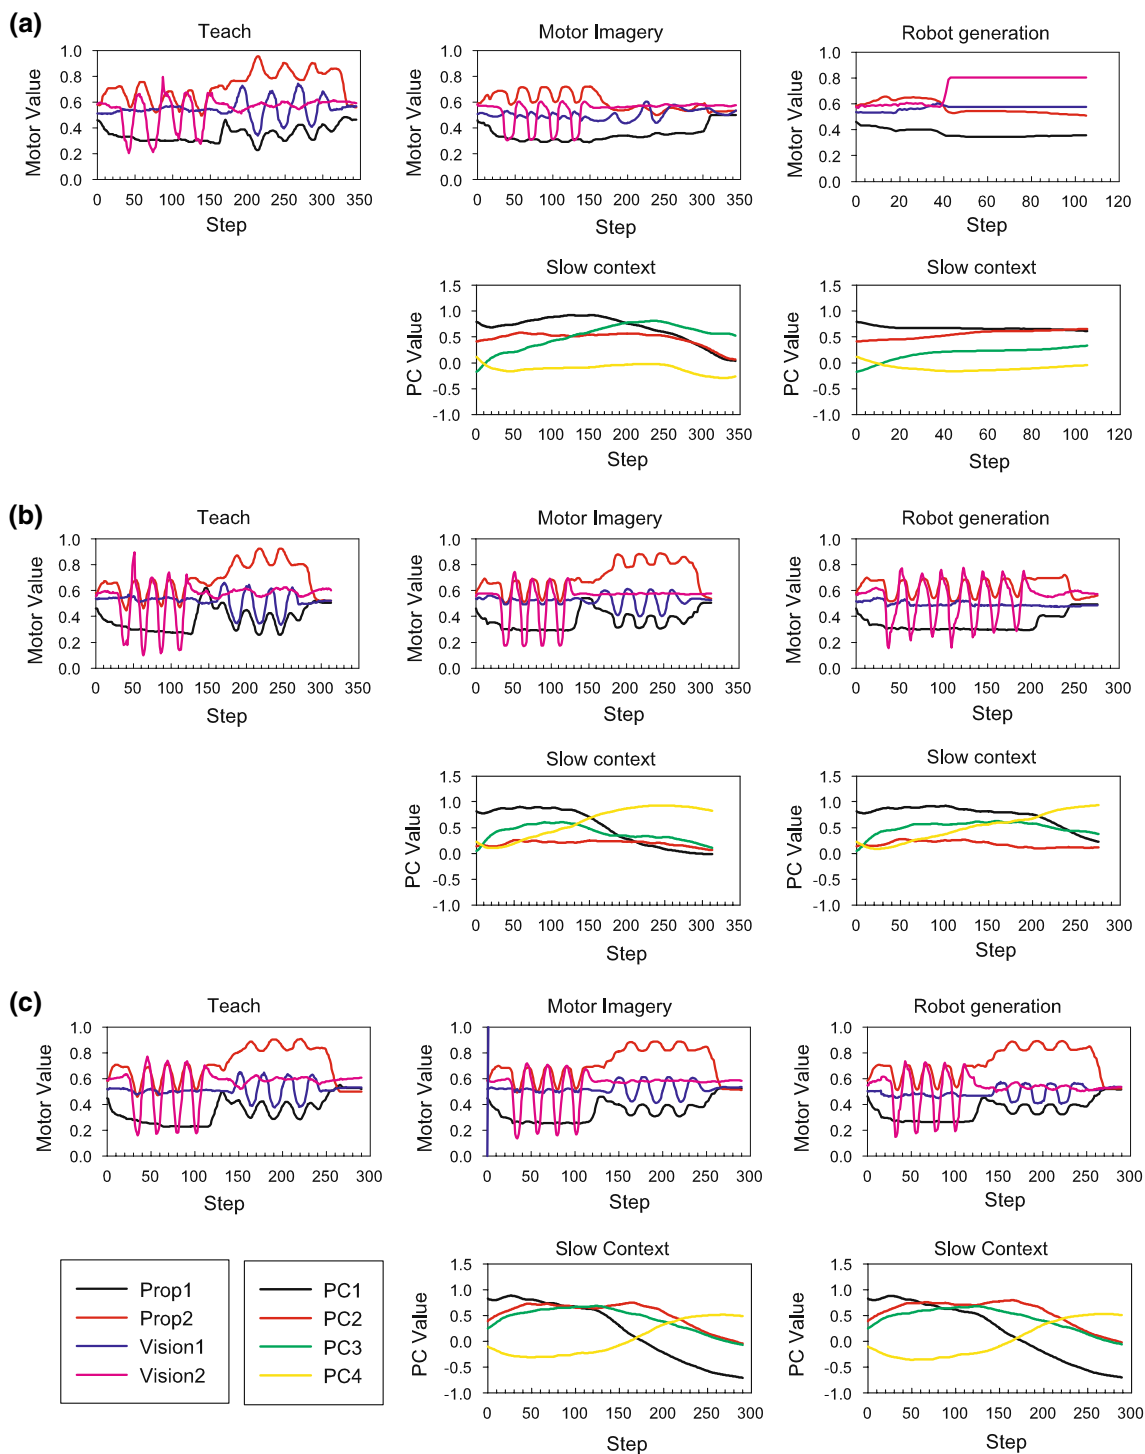 (a)
Teach
Motor Imagery
Robot generation
Motor Value
1.0
0.8
0.6
0.4
0.2
0.0
0 50 100 150 200 250 300 350
Step
Motor Value
1.0
0.8
0.6
0.4
0.2
0.0
0 50 100 150 200 250 300 350
Step
Motor Value
1.0
0.8
0.6
0.4
0.2
0.0
0 20 40 60 80 100 120
Step
Slow context
Slow context
PC Value
1.5
1.0
0.5
0.0
-0.5
-1.0
0 50 100 150 200 250 300 350
Step
PC Value
1.5
1.0
0.5
0.0
-0.5
-1.0
0 20 40 60 80 100 120
Step
(b)
Teach
Motor Imagery
Robot generation
Motor Value
1.0
0.8
0.6
0.4
0.2
0.0
0 50 100 150 200 250 300 350
Step
Motor Value
1.0
0.8
0.6
0.4
0.2
0.0
0 50 100 150 200 250 300 350
Step
Motor Value
1.0
0.8
0.6
0.4
0.2
0.0
0 50 100 150 200 250 300
Step
Slow context
Slow context
PC Value
1.5
1.0
0.5
0.0
-0.5
-1.0
0 50 100 150 200 250 300 350
Step
PC Value
1.5
1.0
0.5
0.0
-0.5
-1.0
0 50 100 150 200 250 300
Step
(c)
Teach
Motor Imagery
Robot generation
Motor Value
1.0
0.8
0.6
0.4
0.2
0.0
0 50 100 150 200 250 300
Step
Motor Value
1.0
0.8
0.6
0.4
0.2
0.0
0 50 100 150 200 250 300
Step
Motor Value
1.0
0.8
0.6
0.4
0.2
0.0
0 50 100 150 200 250 300
Step
Prop1
Prop2
Vision1
Vision2
PC1
PC2
PC3
PC4
Slow Context
Slow Context
PC Value
1.5
1.0
0.5
0.0
-0.5
-1.0
0 50 100 150 200 250 300
Step
PC Value
1.5
1.0
0.5
0.0
-0.5
-1.0
0 50 100 150 200 250 300
Step